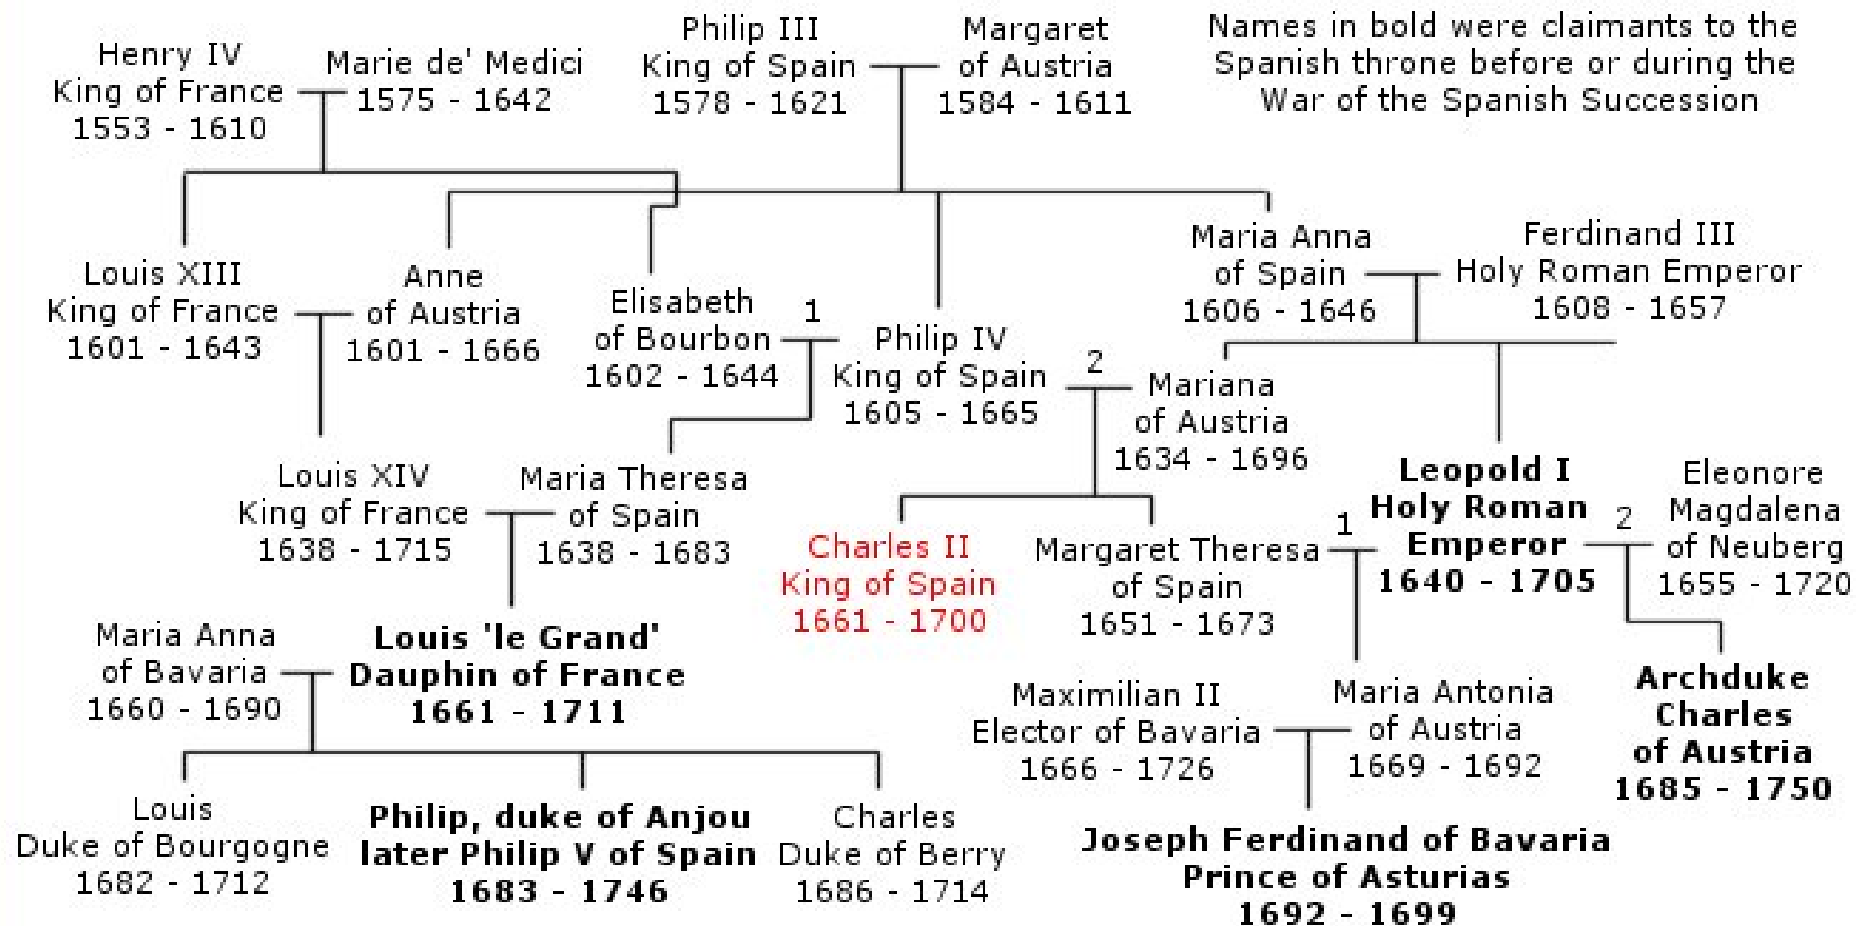 Henry IV
King of France
1553 - 1610
Marie de' Medici
1575 - 1642
Philip III
King of Spain
1578 - 1621
Margaret
of Austria
1584 - 1611
Names in bold were claimants to the
Spanish throne before or during the
War of the Spanish Succession
Louis XIII
King of France
1601 - 1643
Anne
of Austria
1601 - 1666
Elisabeth
of Bourbon
1602 - 1644
1
Philip IV
King of Spain
1605 - 1665
2
Mariana
of Austria
1634 - 1696
Maria Anna
of Spain
1606 - 1646
Ferdinand III
Holy Roman Emperor
1608 - 1657
Louis XIV
King of France
1638 - 1715
Maria Theresa
of Spain
1638 - 1683
Charles II
King of Spain
1661 - 1700
Margaret Theresa
of Spain
1651 - 1673
1
Leopold I
Holy Roman
Emperor
1640 - 1705
2
Eleonore
Magdalena
of Neuberg
1655 - 1720
Maria Anna
of Bavaria
1660 - 1690
Louis 'le Grand'
Dauphin of France
1661 - 1711
Maximilian II
Elector of Bavaria
1666 - 1726
Maria Antonia
of Austria
1669 - 1692
Archduke
Charles
of Austria
1685 - 1750
Louis
Duke of Bourgogne
1682 - 1712
Philip, duke of Anjou
later Philip V of Spain
1683 - 1746
Charles
Duke of Berry
1686 - 1714
Joseph Ferdinand of Bavaria
Prince of Asturias
1692 - 1699